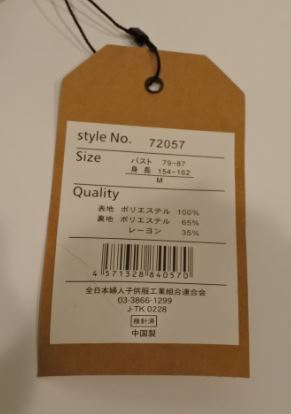 style No. 72057
Size バスト 79-87
身長 154-162
M
Quality
表地 ポリエステル 100%
裏地 ポリエステル 65%
レーヨン 35%
4 571328 840570
全日本婦人子供服工業組合連合会
03-3866-1299
J-TK 0228
検針済
中国製